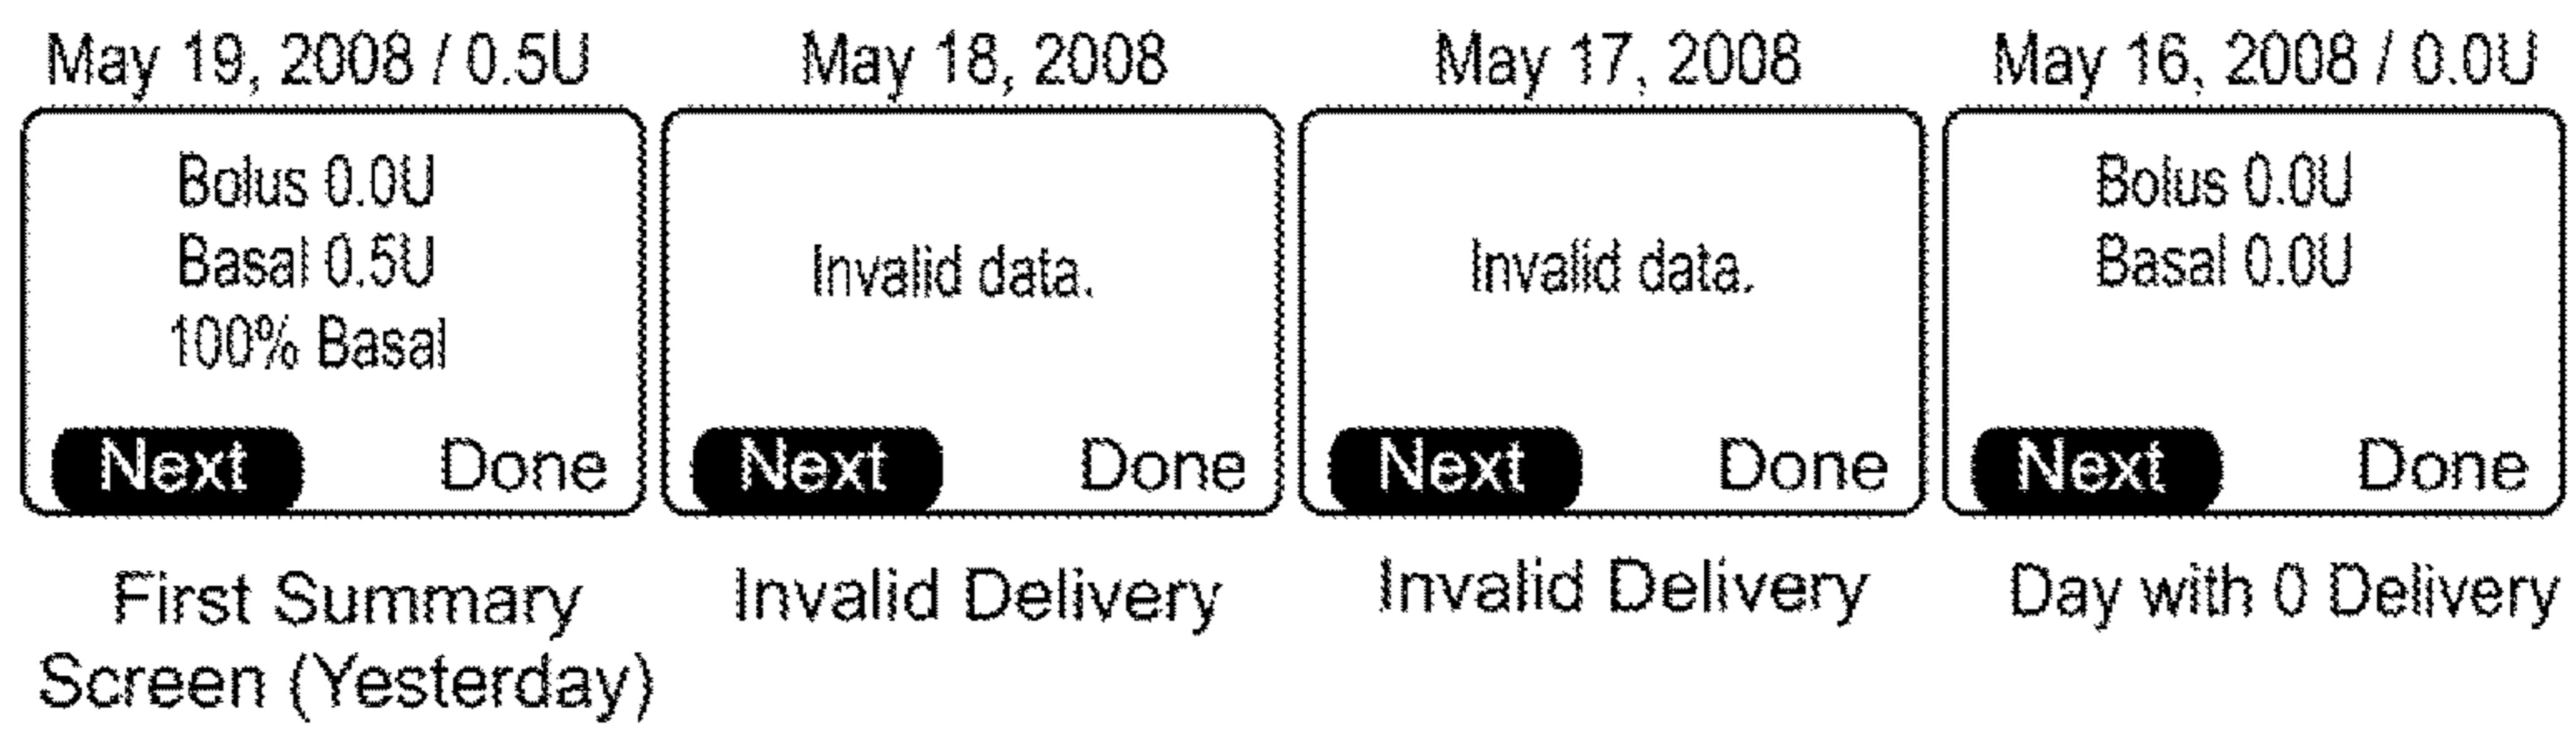 May 19, 2008 / 0.5U
Bolus 0.0U
Basal 0.5U
100% Basal
Next Done
First Summary
Screen (Yesterday)
May 18, 2008
Invalid data.
Next Done
Invalid Delivery
May 17, 2008
Invalid data.
Next Done
Invalid Delivery
May 16, 2008 / 0.0U
Bolus 0.0U
Basal 0.0U
Next Done
Day with 0 Delivery